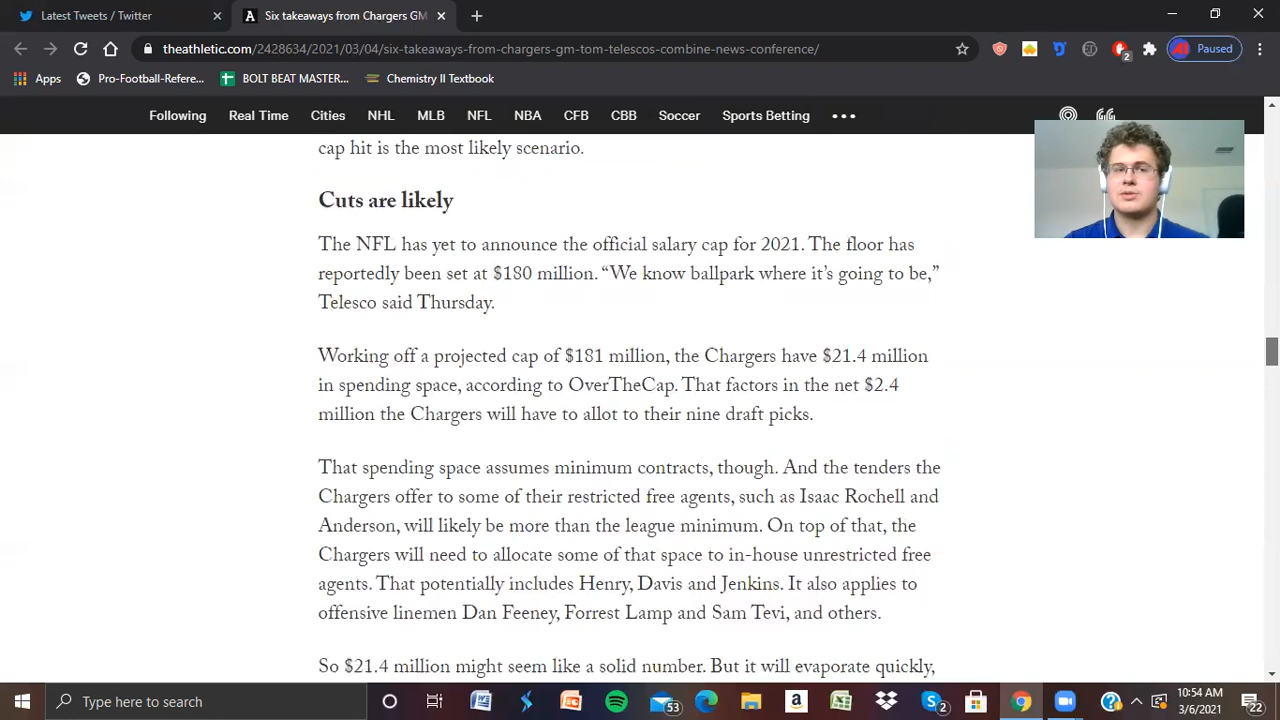 Latest Tweets / Twitter
Six takeaways from Chargers GM
theathletic.com/2428634/2021/03/04/six-takeaways-from-chargers-gm-tom-telescos-combine-news-conference/
2
Paused
Apps
Pro-Football-Refere...
BOLT BEAT MASTER...
Chemistry II Textbook
Following
Real Time
Cities
NHL
MLB
NFL
NBA
CFB
CBB
Soccer
Sports Betting
cap hit is the most likely scenario.
Cuts are likely
The NFL has yet to announce the official salary cap for 2021. The floor has
reportedly been set at $180 million. “We know ballpark where it’s going to be,”
Telesco said Thursday.
Working off a projected cap of $181 million, the Chargers have $21.4 million
in spending space, according to OverTheCap. That factors in the net $2.4
million the Chargers will have to allot to their nine draft picks.
That spending space assumes minimum contracts, though. And the tenders the
Chargers offer to some of their restricted free agents, such as Isaac Rochell and
Anderson, will likely be more than the league minimum. On top of that, the
Chargers will need to allocate some of that space to in-house unrestricted free
agents. That potentially includes Henry, Davis and Jenkins. It also applies to
offensive linemen Dan Feeney, Forrest Lamp and Sam Tevi, and others.
So $21.4 million might seem like a solid number. But it will evaporate quickly,
Type here to search
53
2
10:54 AM
3/6/2021
22